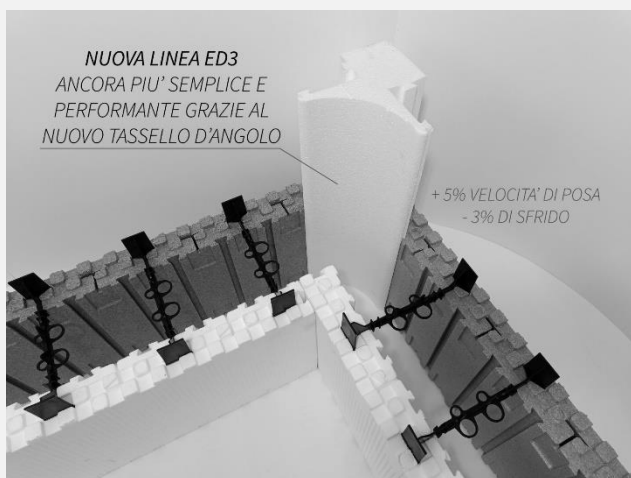 NUOVA LINEA ED3
ANCORA PIU' SEMPLICE E
PERFORMANTE GRAZIE AL
NUOVO TASSELLO D'ANGOLO
+ 5% VELOCITA' DI POSA
- 3% DI SFRIDO